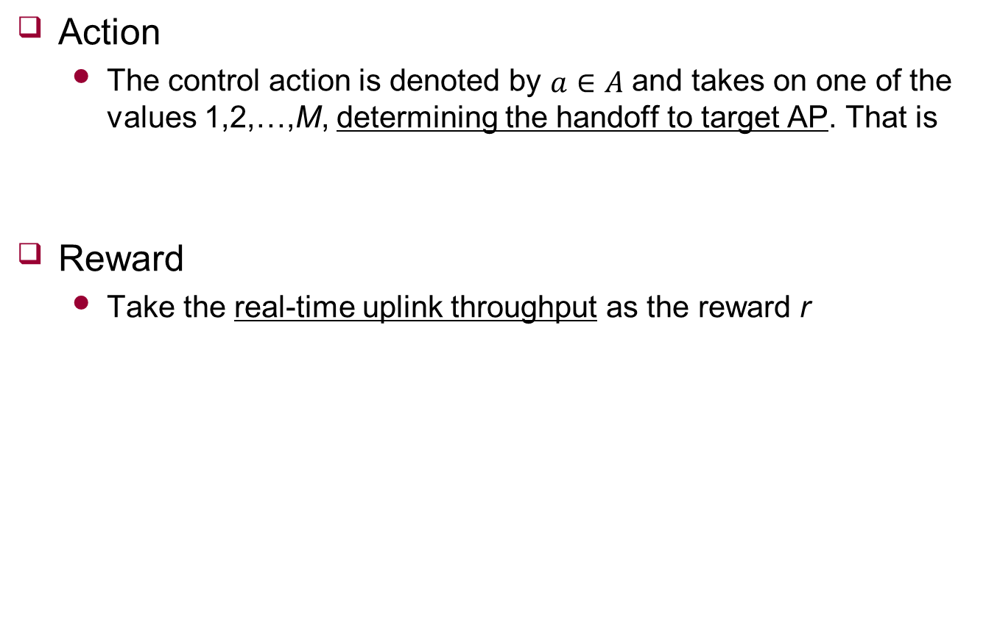 Action
The control action is denoted by a ∈ A and takes on one of the
values 1,2,…,M, determining the handoff to target AP. That is
Reward
Take the real-time uplink throughput as the reward r